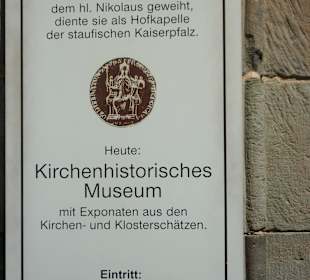 dem hl. Nikolaus geweiht,
diente sie als Hofkapelle
der staufischen Kaiserpfalz.
Heute:
Kirchenhistorisches
Museum
mit Exponaten aus den
Kirchen- und Klosterschätzen.
Eintritt: